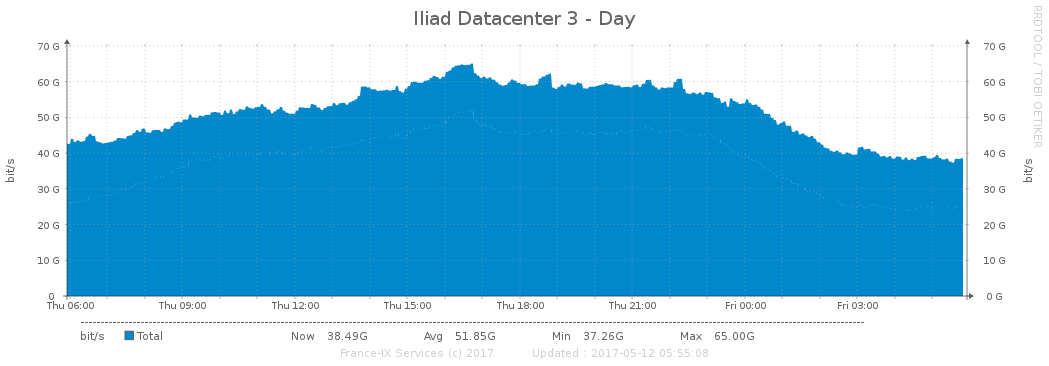 Iliad Datacenter 3 - Day
RRDTOOL / TOBI OETIKER
70 G 70 G
60 G 60 G
50 G 50 G
40 G 40 G
30 G 30 G
20 G 20 G
10 G 10 G
0 0 G
bit/s bit/s
Thu 06:00 Thu 09:00 Thu 12:00 Thu 15:00 Thu 18:00 Thu 21:00 Fri 00:00 Fri 03:00
bit/s Total Now 38.49G Avg 51.85G Min 37.26G Max 65.00G
France-IX Services (c) 2017 Updated : 2017-05-12 05:55:08